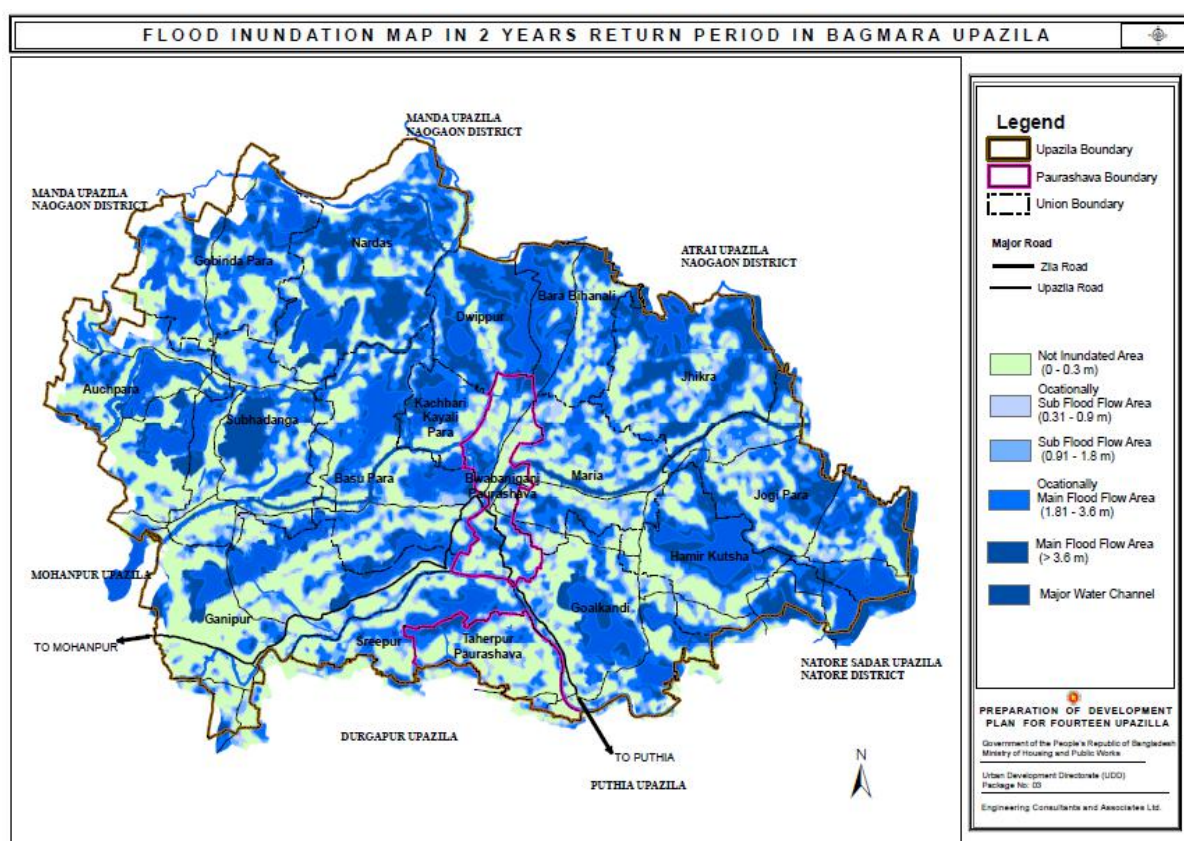 FLOOD INUNDATION MAP IN 2 YEARS RETURN PERIOD IN BAGMARA UPAZILA
MANDA UPAZILA
NAOGAON DISTRICT
MANDA UPAZILA
NAOGAON DISTRICT
ATRAI UPAZILA
NAOGAON DISTRICT
Nardas
Gobinda Para
Bara Bihanali
Dwippur
Jhikra
Auchpara
Kachbari
Kayali
Para
Subhadanga
Basu Para
Bwabaniganj
Paurashava
Maria
Jogi Para
Hamir Kutsha
MOHANPUR UPAZILA
Goalkandi
Ganipur
TO MOHANPUR
Sreepur
Taherpur
Paurashava
NATORE SADAR UPAZILA
NATORE DISTRICT
DURGAPUR UPAZILA
TO PUTHIA
PUTHIA UPAZILA
N
Legend
Upazila Boundary
Paurashava Boundary
Union Boundary
Major Road
Zila Road
Upazila Road
Not Inundated Area
(0 - 0.3 m)
Ocationally
Sub Flood Flow Area
(0.31 - 0.9 m)
Sub Flood Flow Area
(0.91 - 1.8 m)
Ocationally
Main Flood Flow Area
(1.81 - 3.6 m)
Main Flood Flow Area
(> 3.6 m)
Major Water Channel
PREPARATION OF DEVELOPMENT
PLAN FOR FOURTEEN UPAZILLA
Government of the People's Republic of Bangladesh
Ministry of Housing and Public Works
Urban Development Directorate (UDD)
Package No: 03
Engineering Consultants and Associates Ltd.